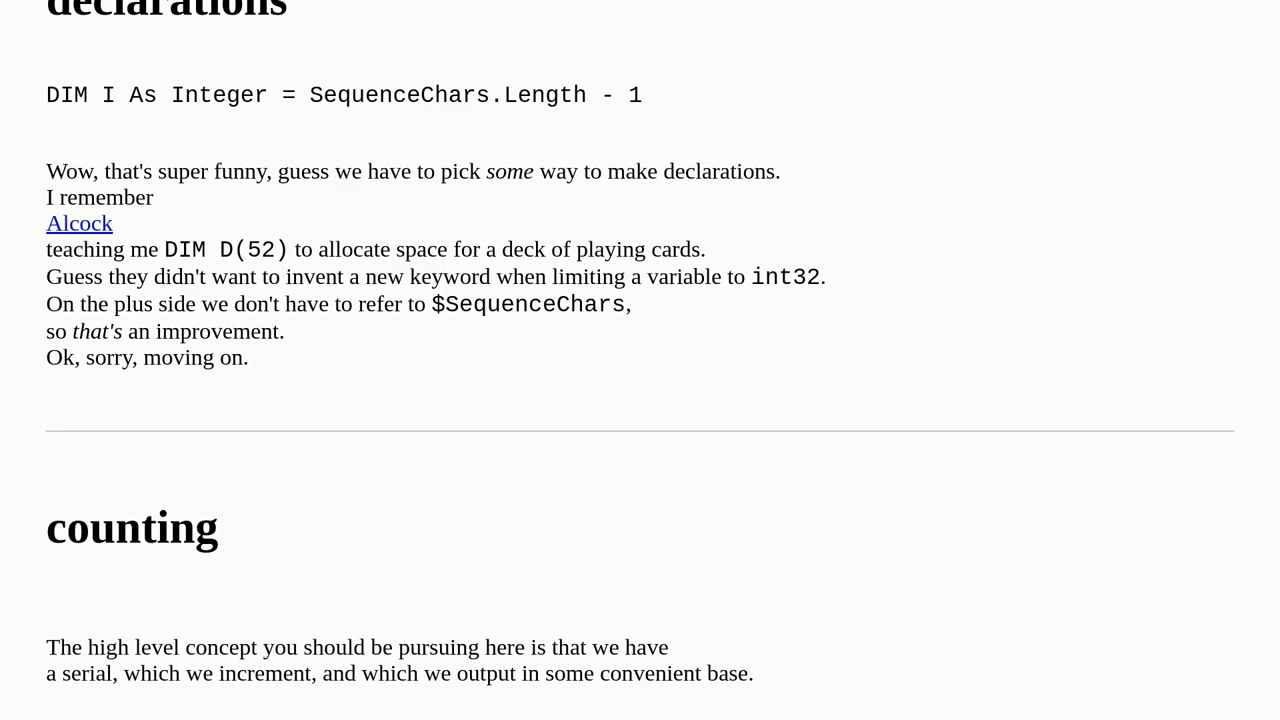 declarations
DIM I As Integer = SequenceChars.Length - 1
Wow, that's super funny, guess we have to pick some way to make declarations.
I remember
Alcock
teaching me DIM D(52) to allocate space for a deck of playing cards.
Guess they didn't want to invent a new keyword when limiting a variable to int32.
On the plus side we don't have to refer to $SequenceChars,
so that's an improvement.
Ok, sorry, moving on.
counting
The high level concept you should be pursuing here is that we have
a serial, which we increment, and which we output in some convenient base.